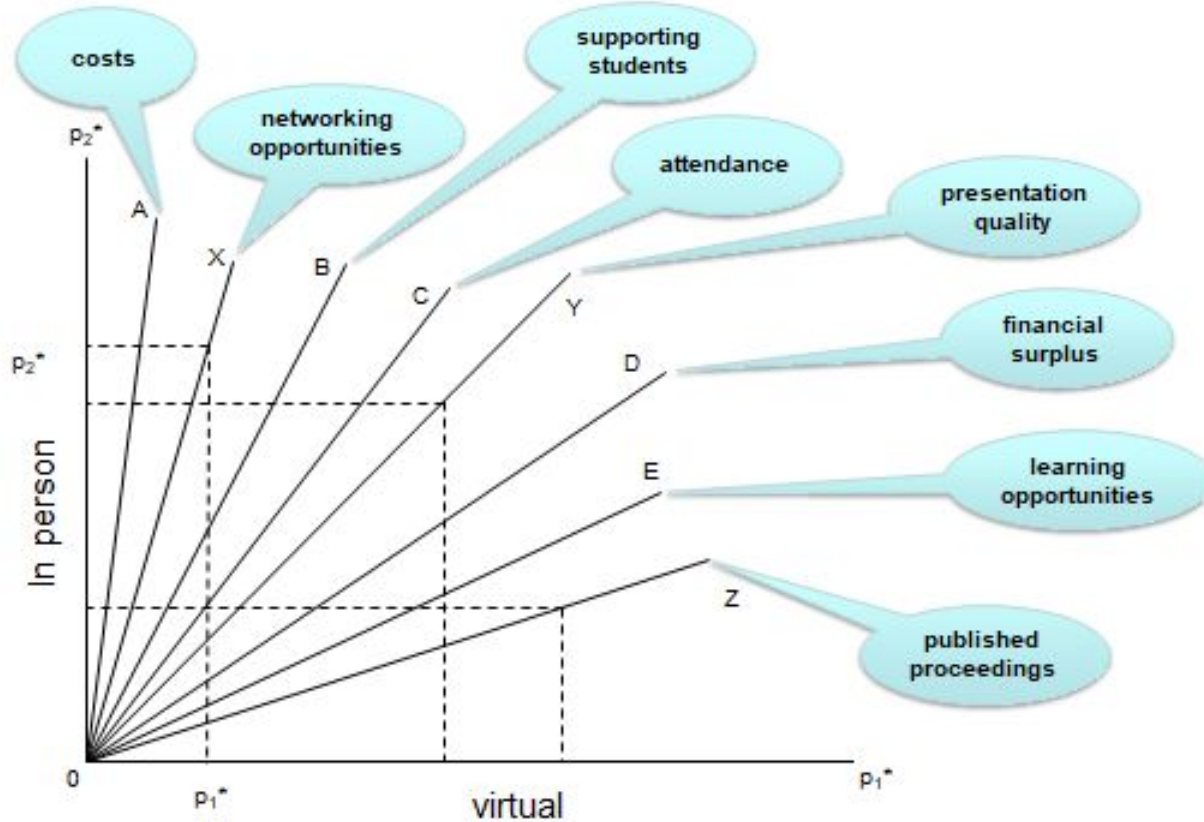 costs
supporting
students
networking
opportunities
p₂*
attendance
A
presentation
quality
X
B
C
Y
financial
surplus
p₂*
D
In person
E
learning
opportunities
Z
published
proceedings
0
p₁*
virtual
p₁*